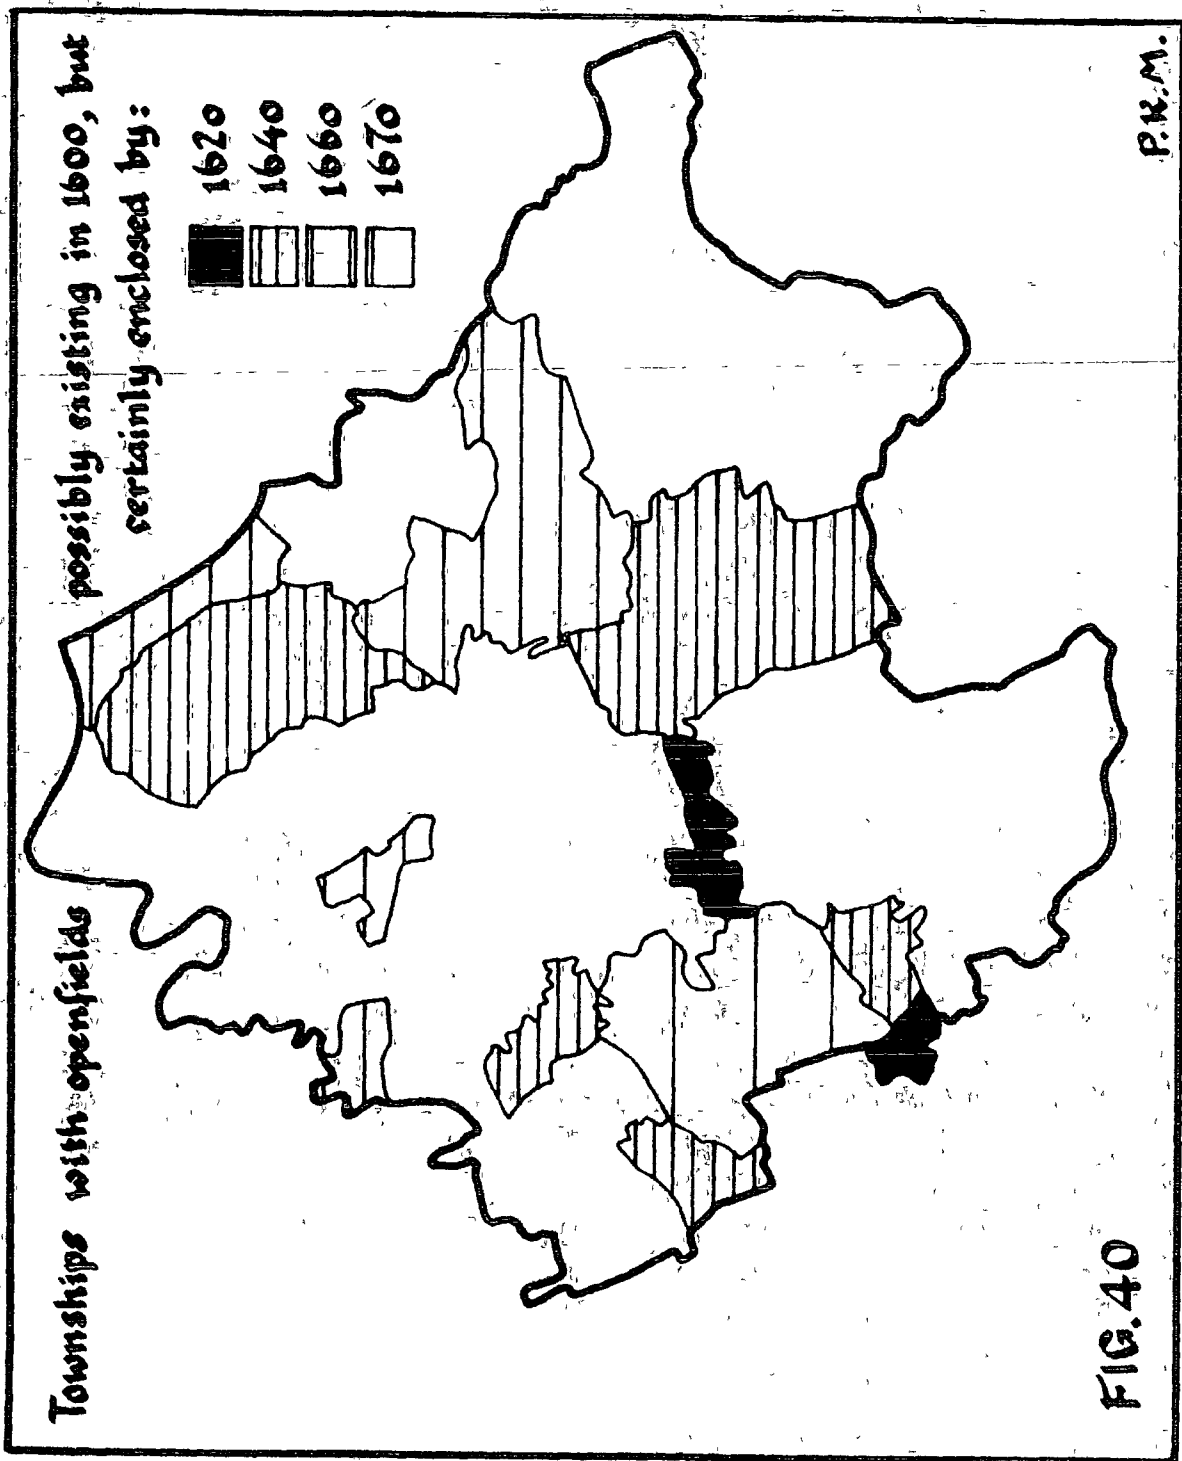 Townships with openfields possibly existing in 1600, but
certainly enclosed by:
1620
1640
1660
1670
FIG. 40
P.K.M.